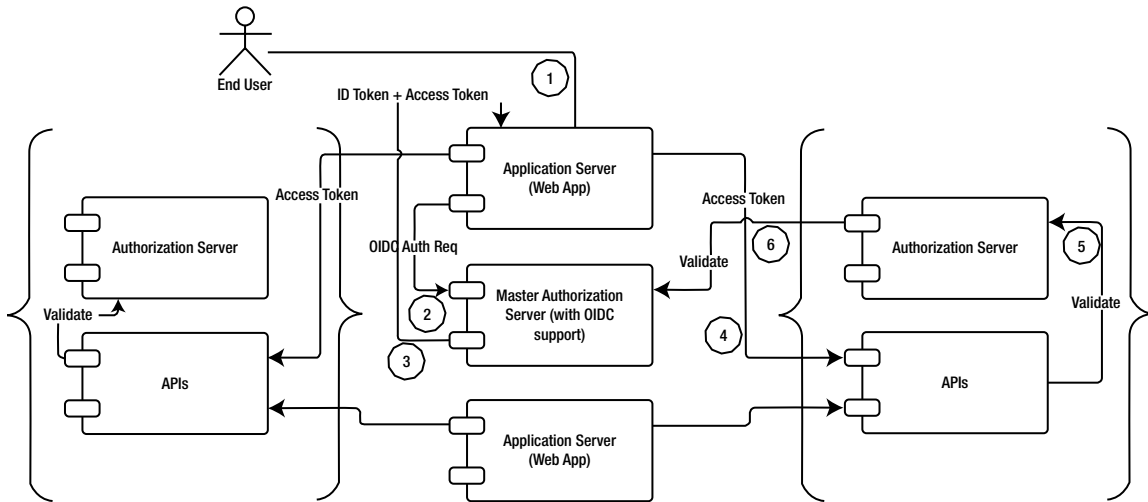 End User
1
ID Token + Access Token
Application Server
(Web App)
Access Token
Access Token
Authorization Server
OIDC Auth Req
6
Authorization Server
5
Validate
Master Authorization
Server (with OIDC
support)
2
Validate
Validate
3
4
APIs
APIs
Application Server
(Web App)